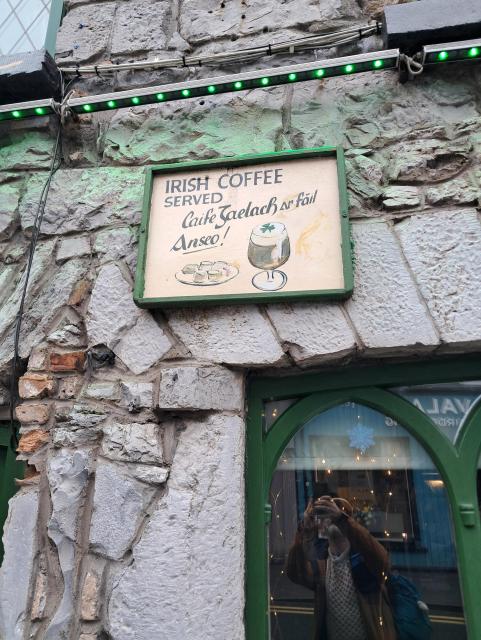 IRISH COFFEE
SERVED
Caife Gaelach ar fáil
Anseo!